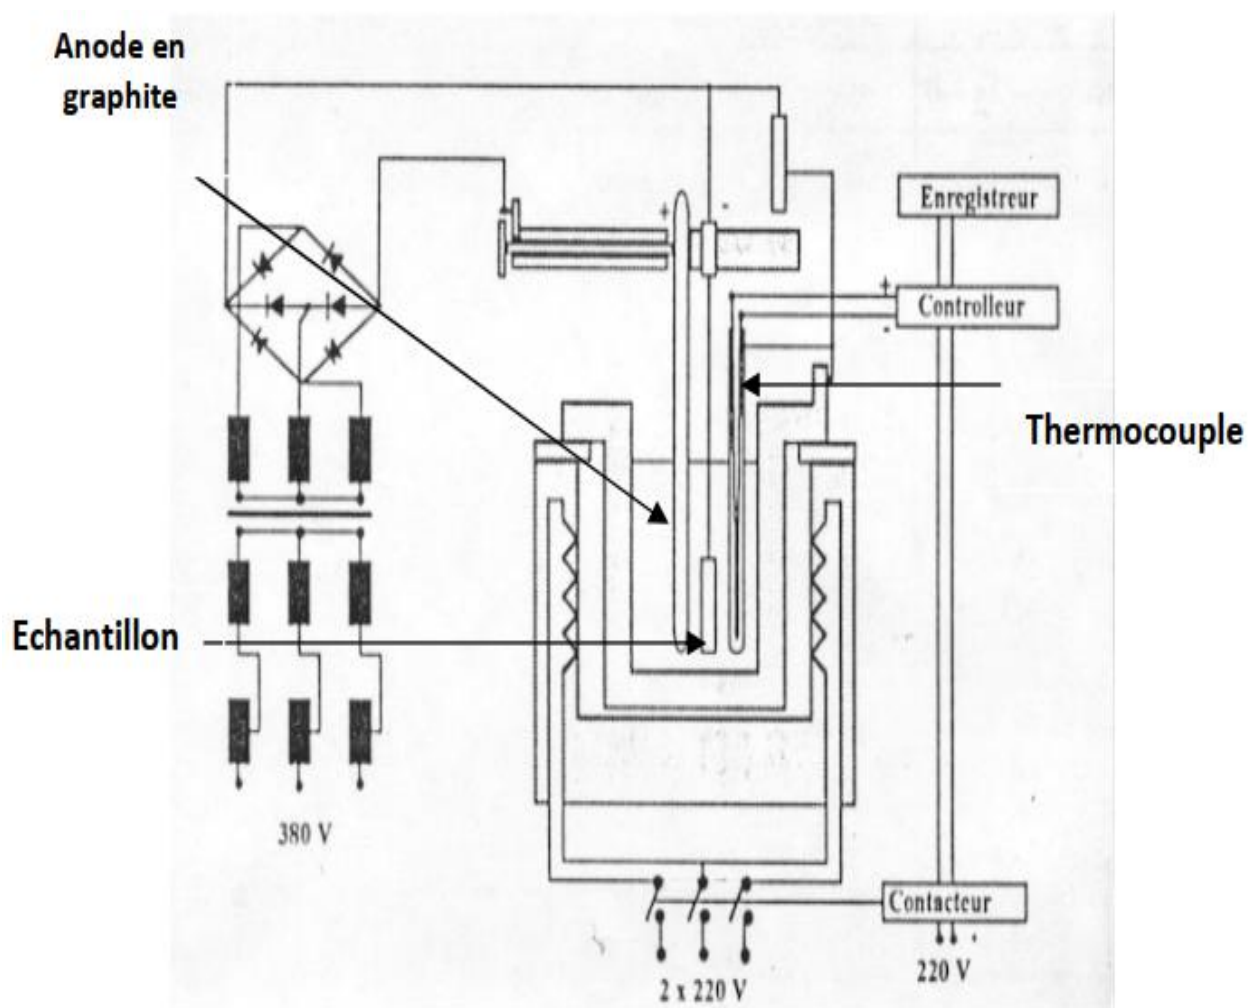 Anode en
graphite
Enregistreur
+
-
+
Controlleur
-
Thermocouple
Echantillon
380 V
Contacteur
220 V
2 x 220 V